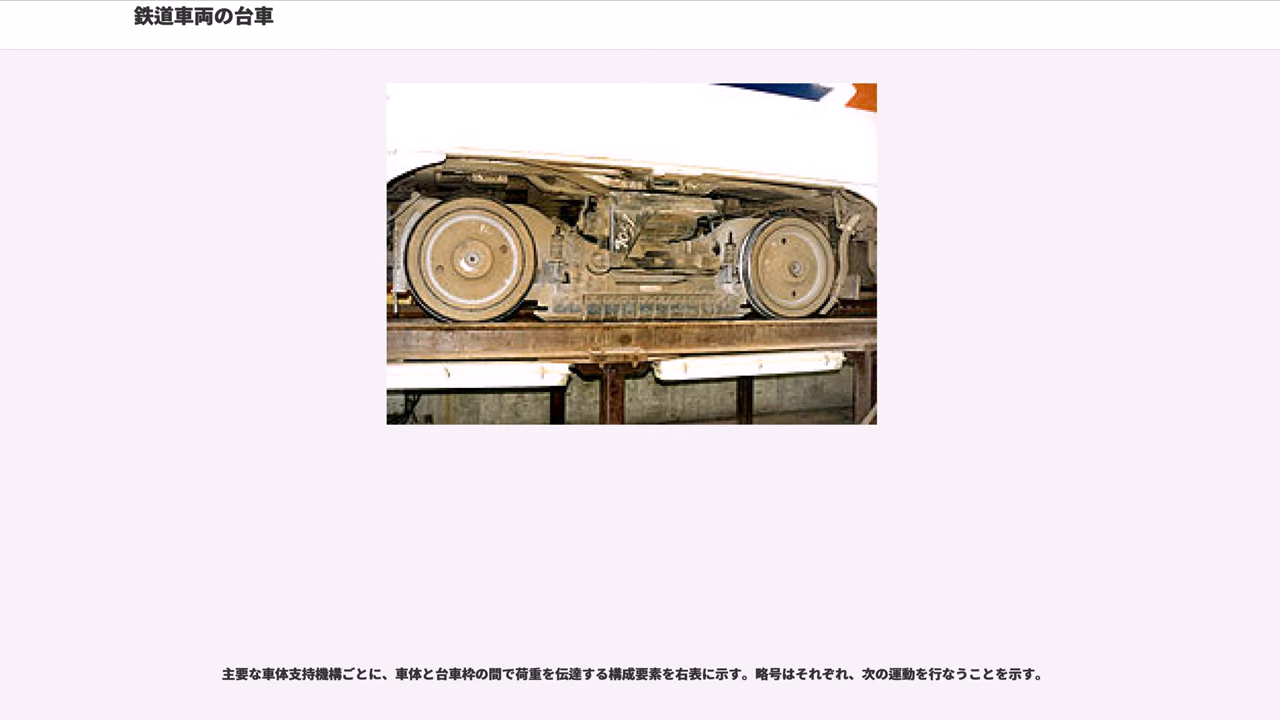 鉄道車両の台車
主要な車体支持機構ごとに、車体と台車枠の間で荷重を伝達する構成要素を右表に示す。略号はそれぞれ、次の運動を行なうことを示す。